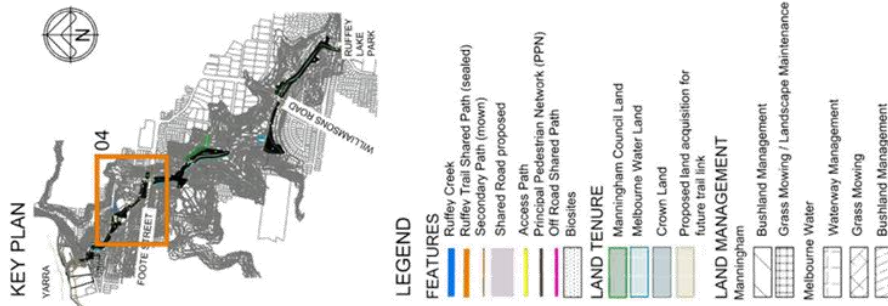 KEY PLAN
N
04
YARRA
FOOTE STREET
WILLIAMSONS ROAD
RUFFEY
LAKE
PARK
LEGEND
FEATURES
Ruffey Creek
Ruffey Trail Shared Path (sealed)
Secondary Path (mown)
Shared Road proposed
Access Path
Principal Pedestrian Network (PPN)
Off Road Shared Path
Biosites
LAND TENURE
Manningham Council Land
Melbourne Water Land
Crown Land
Proposed land acquisition for
future trail link
LAND MANAGEMENT
Manningham
Bushland Management
Grass Mowing / Landscape Maintenance
Melbourne Water
Waterway Management
Grass Mowing
Bushland Management